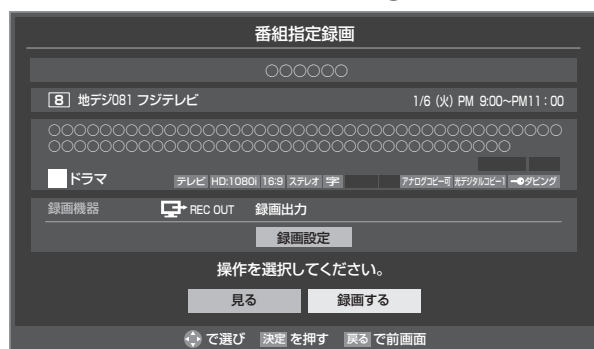 番組指定録画
○○○○○○
8 地デジ081 フジテレビ 1/6 (火) PM 9:00~PM11:00
○○○○○○○○○○○○○○○○○○○○○○○○○○○○○○○○○○○○○○○○
○○○○○○○○○○○○○○○○○○○○○○○○○○○○○○○○○○○○
ドラマ テレビ HD:1080i 16:9 ステレオ 字 アナログコピー可 光デジタルコピー1 ダビング
録画機器 REC OUT 録画出力
録画設定
操作を選択してください。
見る 録画する
で選び 決定 を押す 戻る で前画面